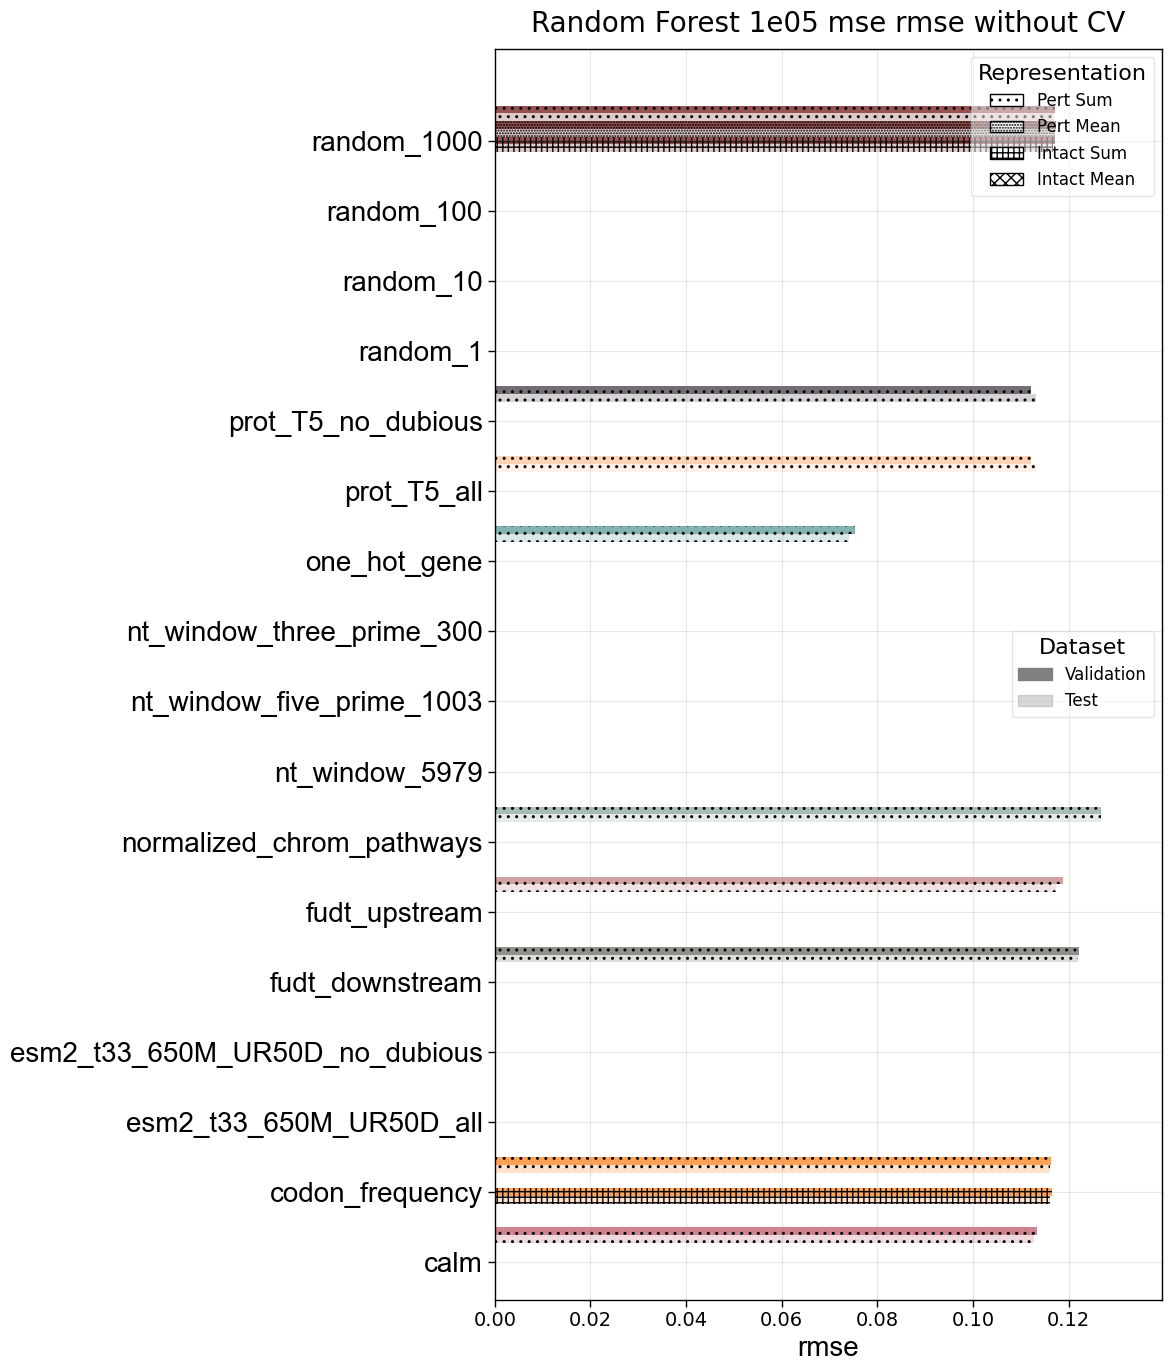 Random Forest 1e05 mse rmse without CV
Representation
Pert Sum
Pert Mean
Intact Sum
Intact Mean
random_1000
random_100
random_10
random_1
prot_T5_no_dubious
prot_T5_all
one_hot_gene
nt_window_three_prime_300
Dataset
Validation
Test
nt_window_five_prime_1003
nt_window_5979
normalized_chrom_pathways
fudt_upstream
fudt_downstream
esm2_t33_650M_UR50D_no_dubious
esm2_t33_650M_UR50D_all
codon_frequency
calm
0.00 0.02 0.04 0.06 0.08 0.10 0.12
rmse